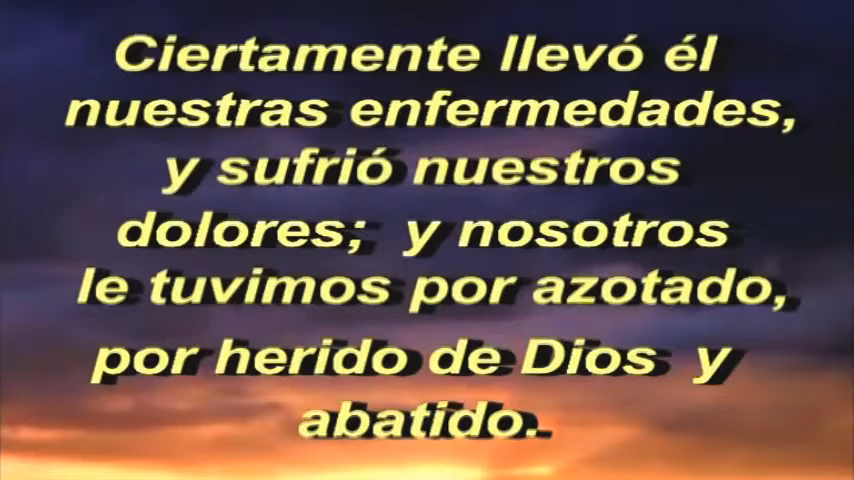 Ciertamente llevó él
nuestras enfermedades,
y sufrió nuestros
dolores; y nosotros
le tuvimos por azotado,
por herido de Dios y
abatido.